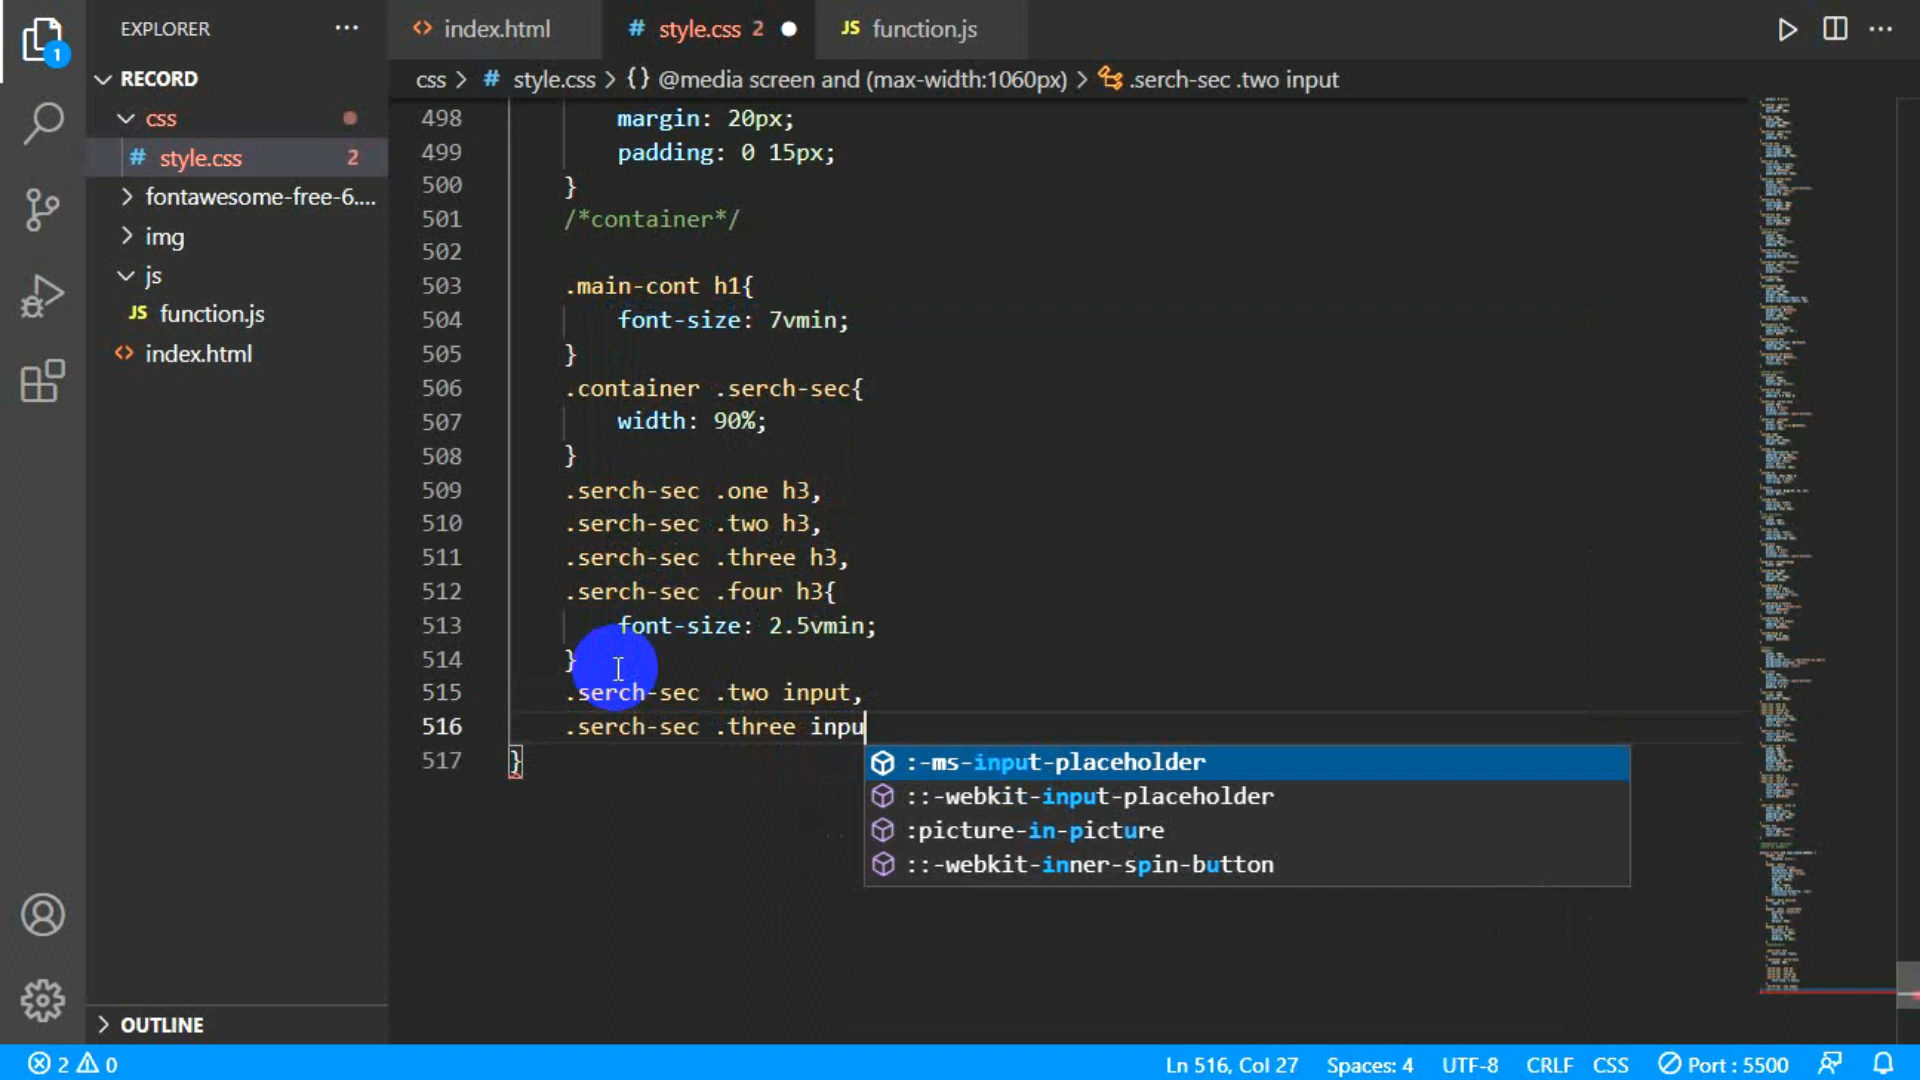 EXPLORER
index.html
# style.css 2
JS function.js
1
RECORD
css > # style.css > {} @media screen and (max-width:1060px) > .serch-sec .two input
css
# style.css 2
fontawesome-free-6....
img
js
JS function.js
index.html
OUTLINE
498 margin: 20px;
499 padding: 0 15px;
500 }
501 /*container*/
502
503 .main-cont h1{
504 font-size: 7vmin;
505 }
506 .container .serch-sec{
507 width: 90%;
508 }
509 .serch-sec .one h3,
510 .serch-sec .two h3,
511 .serch-sec .three h3,
512 .serch-sec .four h3{
513 font-size: 2.5vmin;
514 }
515 .serch-sec .two input,
516 .serch-sec .three inpu
517 }
:-ms-input-placeholder
::-webkit-input-placeholder
:picture-in-picture
::-webkit-inner-spin-button
2 0
Ln 516, Col 27 Spaces: 4 UTF-8 CRLF CSS Port : 5500